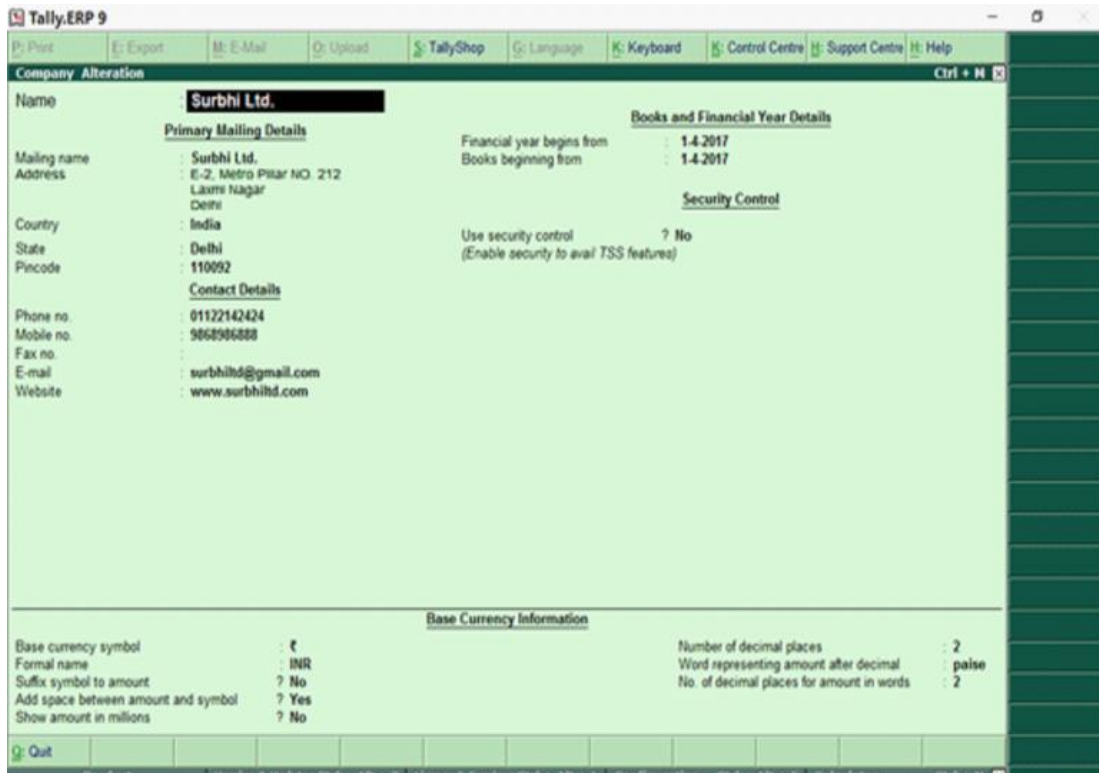 Tally.ERP 9
P: Print E: Export M: E-Mail O: Upload S: TallyShop G: Language K: Keyboard K: Control Centre H: Support Centre H: Help
Company Alteration Ctrl + N
Name : Surbhi Ltd.
Primary Mailing Details
Mailing name : Surbhi Ltd.
Address : E-2, Metro Pillar NO. 212
Laxmi Nagar
Delhi
Country : India
State : Delhi
Pincode : 110092
Contact Details
Phone no. : 01122142424
Mobile no. : 9868986888
Fax no. :
E-mail : surbhiltd@gmail.com
Website : www.surbhiltd.com
Books and Financial Year Details
Financial year begins from : 1-4-2017
Books beginning from : 1-4-2017
Security Control
Use security control ? No
(Enable security to avail TSS features)
Base Currency Information
Base currency symbol : ₹
Formal name : INR
Suffix symbol to amount ? No
Add space between amount and symbol ? Yes
Show amount in millions ? No
Number of decimal places : 2
Word representing amount after decimal : paise
No. of decimal places for amount in words : 2
Q: Quit